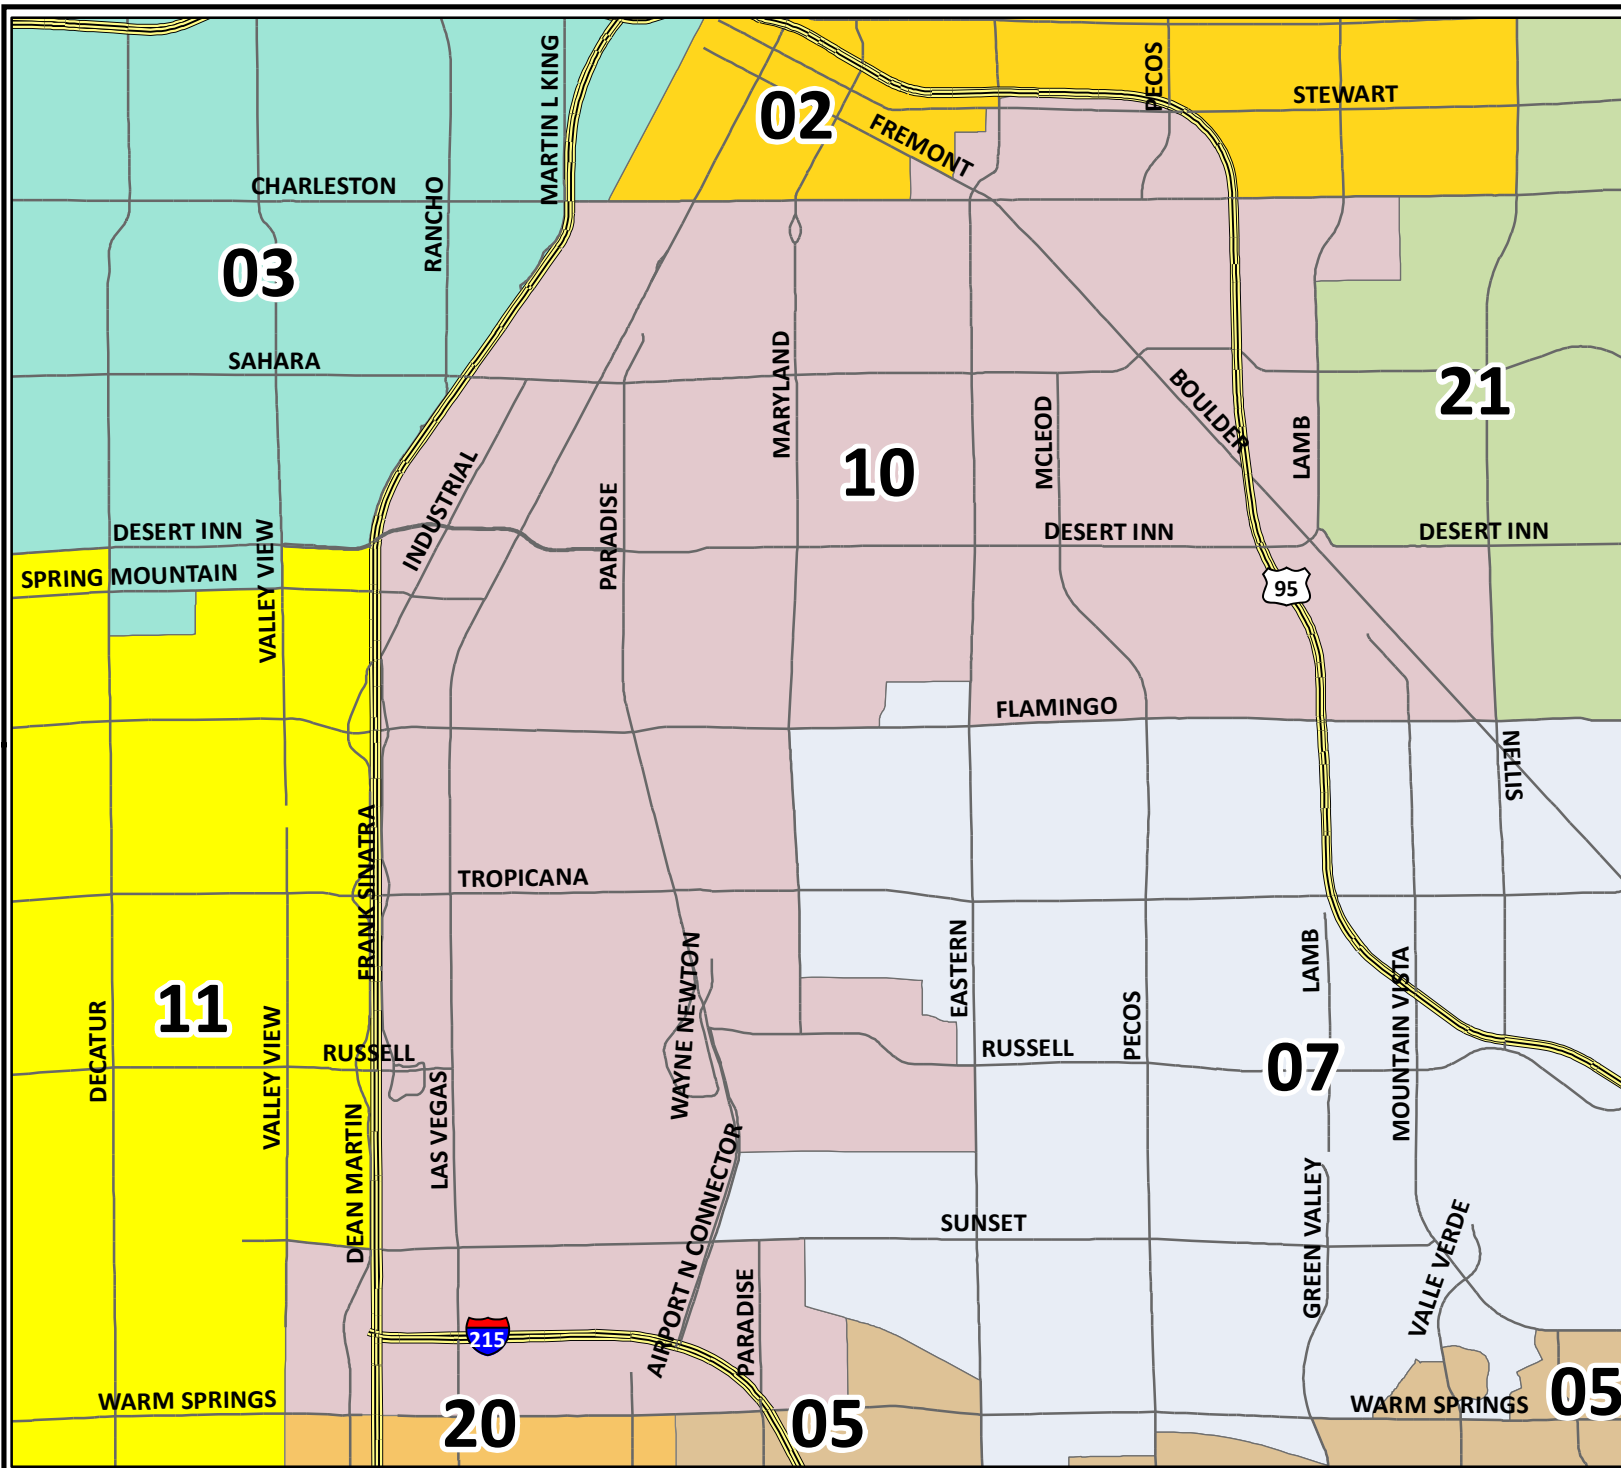 MARTIN L KING
PECOS
STEWART
02
FREMONT
CHARLESTON
RANCHO
03
SAHARA
MARYLAND
BOULDER
21
MCLEOD
LAMB
10
INDUSTRIAL
PARADISE
DESERT INN
VALLEY VIEW
DESERT INN
DESERT INN
SPRING MOUNTAIN
95
FLAMINGO
NELLIS
FRANK SINATRA
TROPICANA
EASTERN
LAMB
WAYNE NEWTON
MOUNTAIN VISTA
11
DECATUR
VALLEY VIEW
RUSSELL
RUSSELL
PECOS
07
LAS VEGAS
DEAN MARTIN
AIRPORT N CONNECTOR
SUNSET
GREEN VALLEY
VALLE VERDE
PARADISE
215
WARM SPRINGS
20
05
WARM SPRINGS
05